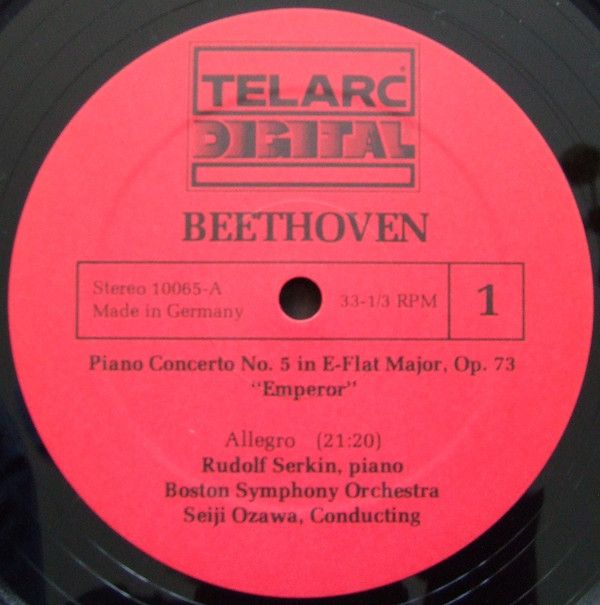 TELARC
DIGITAL
BEETHOVEN
Stereo 10065-A
Made in Germany
33-1/3 RPM
1
Piano Concerto No. 5 in E-Flat Major, Op. 73
"Emperor"
Allegro (21:20)
Rudolf Serkin, piano
Boston Symphony Orchestra
Seiji Ozawa, Conducting